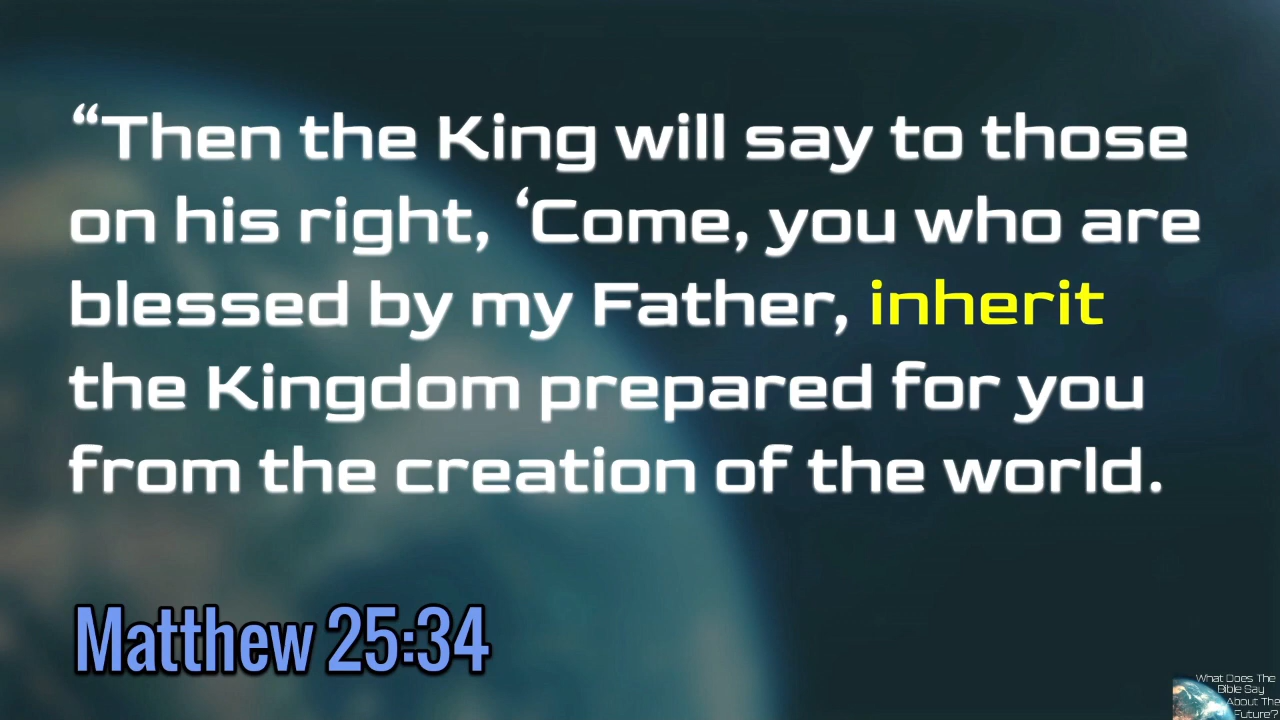 “Then the King will say to those
on his right, ‘Come, you who are
blessed by my Father, inherit
the Kingdom prepared for you
from the creation of the world.
Matthew 25:34
What Does The
Bible Say
About The
Future?